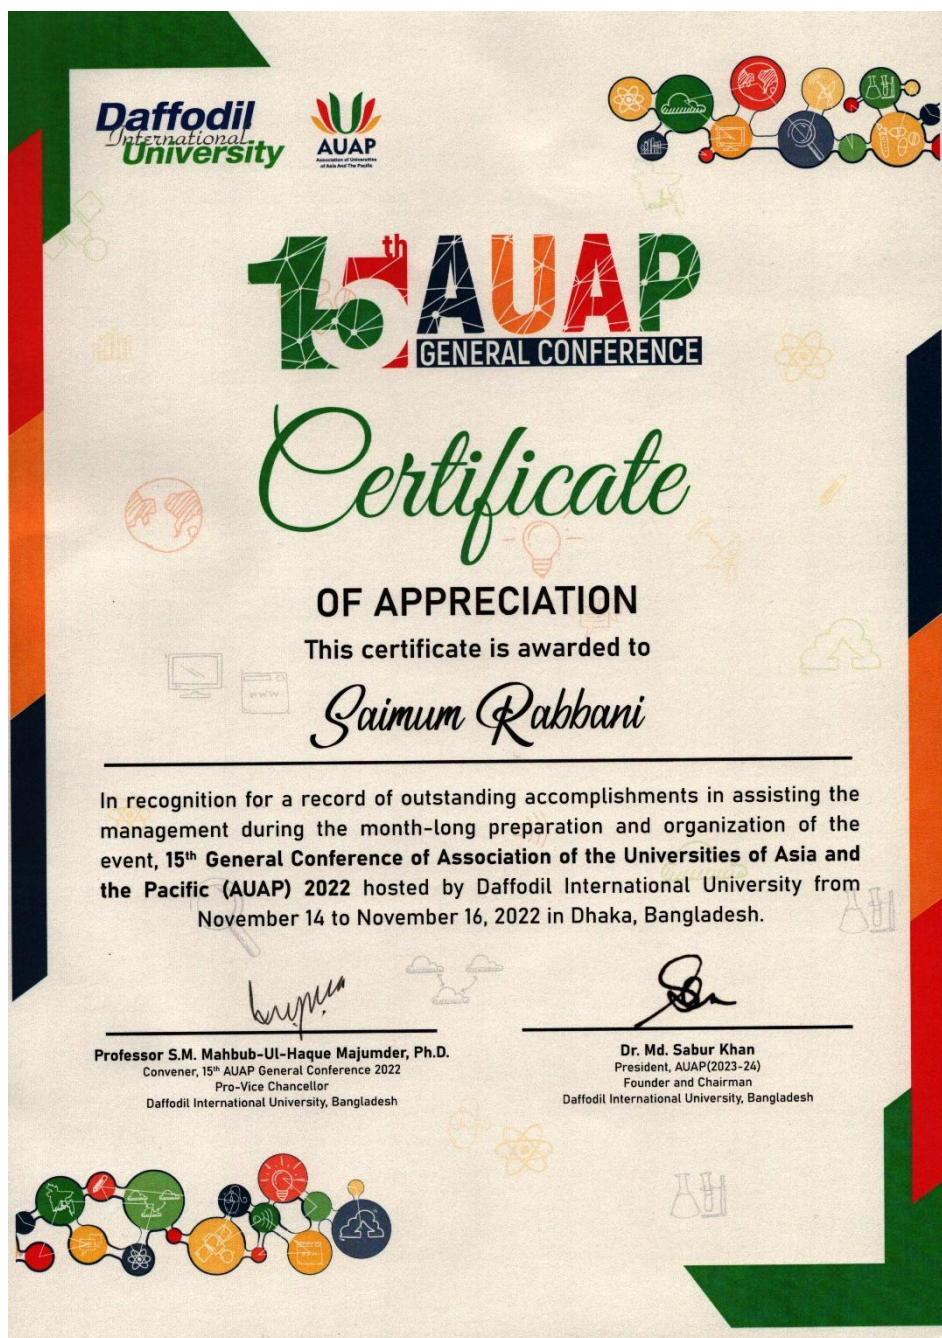 Daffodil
International
University
AUAP
Association of Universities
of Asia And The Pacific
15th AUAP
GENERAL CONFERENCE
Certificate
OF APPRECIATION
This certificate is awarded to
Saimum Rabbani
In recognition for a record of outstanding accomplishments in assisting the
management during the month-long preparation and organization of the
event, 15th General Conference of Association of the Universities of Asia and
the Pacific (AUAP) 2022 hosted by Daffodil International University from
November 14 to November 16, 2022 in Dhaka, Bangladesh.
Professor S.M. Mahbub-Ul-Haque Majumder, Ph.D.
Convener, 15th AUAP General Conference 2022
Pro-Vice Chancellor
Daffodil International University, Bangladesh
Dr. Md. Sabur Khan
President, AUAP(2023-24)
Founder and Chairman
Daffodil International University, Bangladesh
www